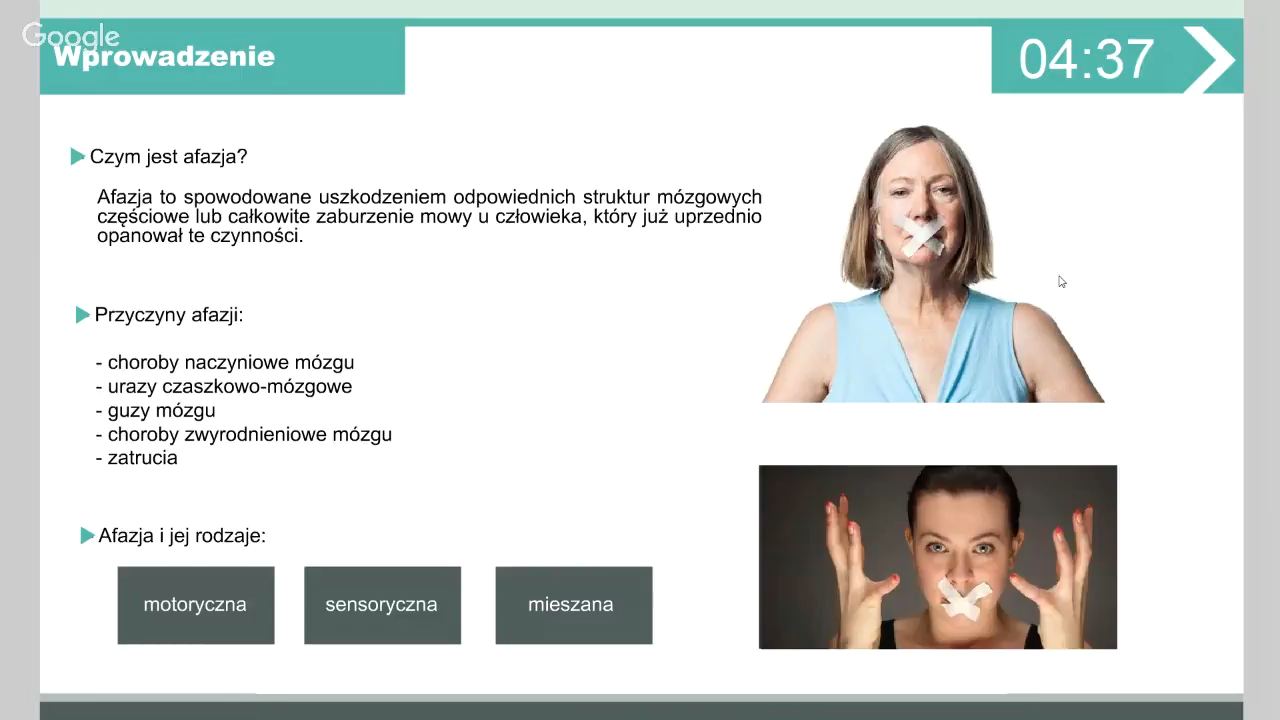 Google
Wprowadzenie
04:37
Czym jest afazja?
Afazja to spowodowane uszkodzeniem odpowiednich struktur mózgowych
częściowe lub całkowite zaburzenie mowy u człowieka, który już uprzednio
opanował te czynności.
Przyczyny afazji:
- choroby naczyniowe mózgu
- urazy czaszkowo-mózgowe
- guzy mózgu
- choroby zwyrodnieniowe mózgu
- zatrucia
Afazja i jej rodzaje:
motoryczna
sensoryczna
mieszana